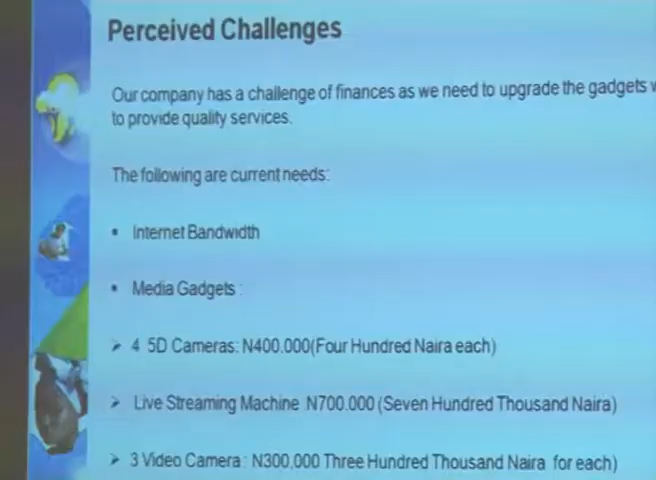 Perceived Challenges
Our company has a challenge of finances as we need to upgrade the gadgets
to provide quality services.
The following are current needs:
• Internet Bandwidth
• Media Gadgets :
➢ 4 5D Cameras: N400.000(Four Hundred Naira each)
➢ Live Streaming Machine N700.000 (Seven Hundred Thousand Naira)
➢ 3 Video Camera : N300,000 Three Hundred Thousand Naira for each)